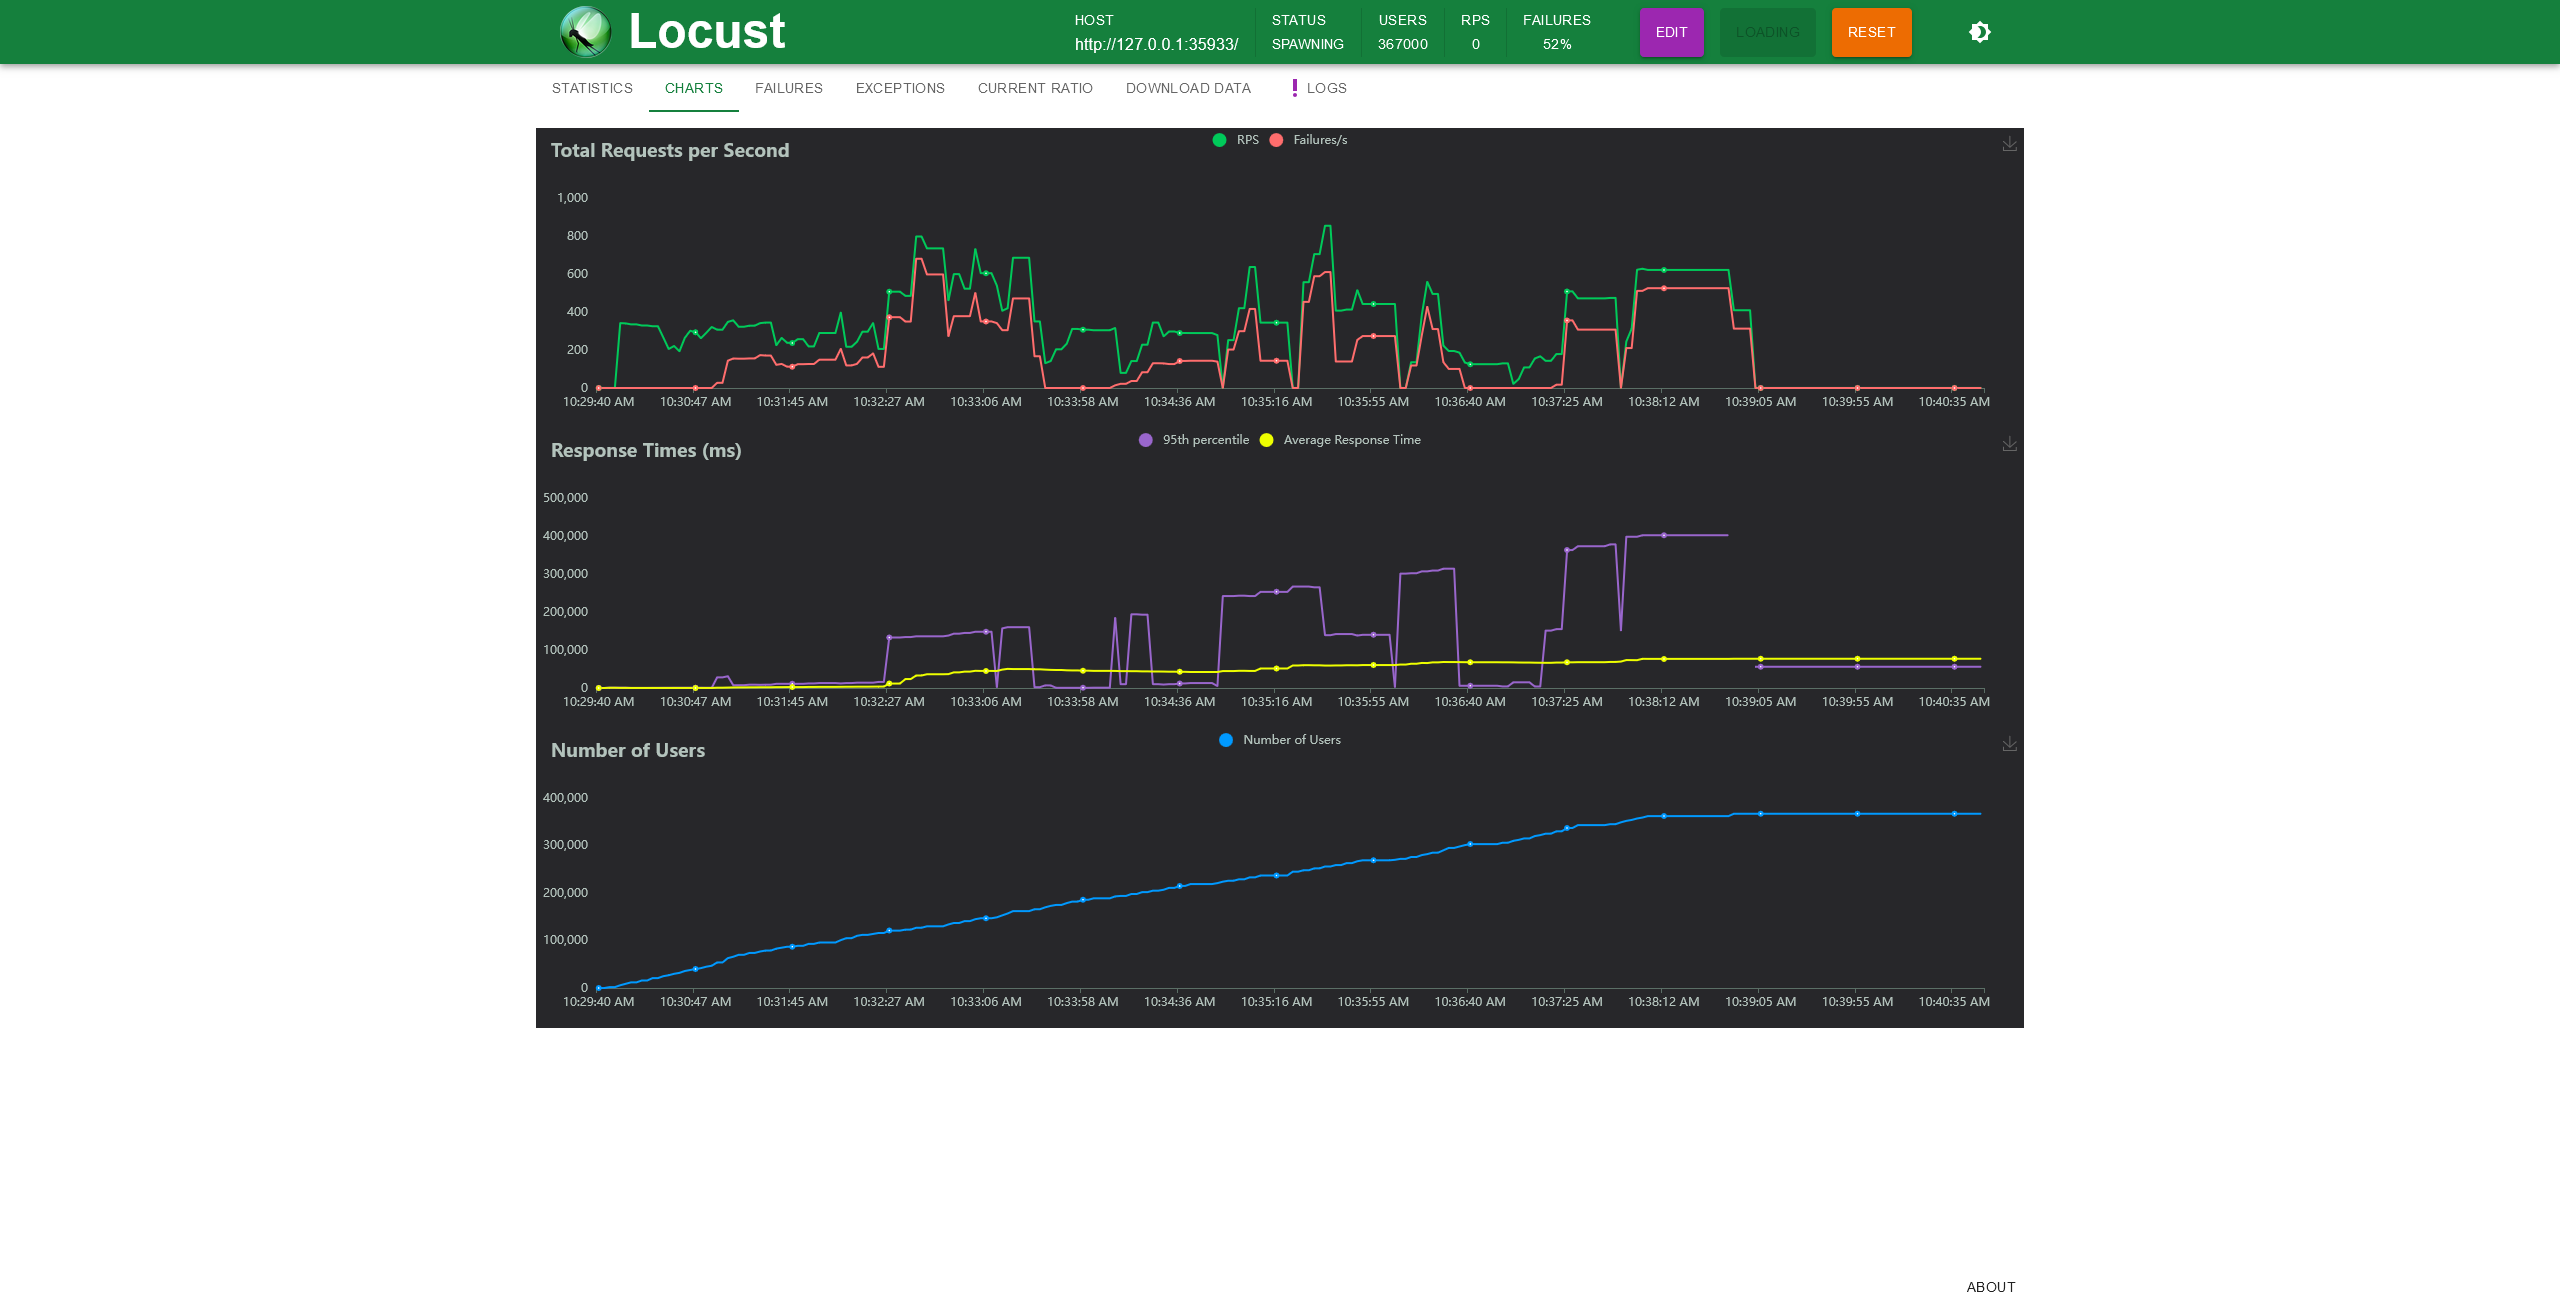 Locust
HOST
http://127.0.0.1:35933/
STATUS
SPAWNING
USERS
367000
RPS
0
FAILURES
52%
EDIT
LOADING
RESET
STATISTICS
CHARTS
FAILURES
EXCEPTIONS
CURRENT RATIO
DOWNLOAD DATA
LOGS
Total Requests per Second
RPS
Failures/s
1,000
800
600
400
200
0
10:29:40 AM 10:30:47 AM 10:31:45 AM 10:32:27 AM 10:33:06 AM 10:33:58 AM 10:34:36 AM 10:35:16 AM 10:35:55 AM 10:36:40 AM 10:37:25 AM 10:38:12 AM 10:39:05 AM 10:39:55 AM 10:40:35 AM
Response Times (ms)
95th percentile
Average Response Time
500,000
400,000
300,000
200,000
100,000
0
10:29:40 AM 10:30:47 AM 10:31:45 AM 10:32:27 AM 10:33:06 AM 10:33:58 AM 10:34:36 AM 10:35:16 AM 10:35:55 AM 10:36:40 AM 10:37:25 AM 10:38:12 AM 10:39:05 AM 10:39:55 AM 10:40:35 AM
Number of Users
Number of Users
400,000
300,000
200,000
100,000
0
10:29:40 AM 10:30:47 AM 10:31:45 AM 10:32:27 AM 10:33:06 AM 10:33:58 AM 10:34:36 AM 10:35:16 AM 10:35:55 AM 10:36:40 AM 10:37:25 AM 10:38:12 AM 10:39:05 AM 10:39:55 AM 10:40:35 AM
ABOUT